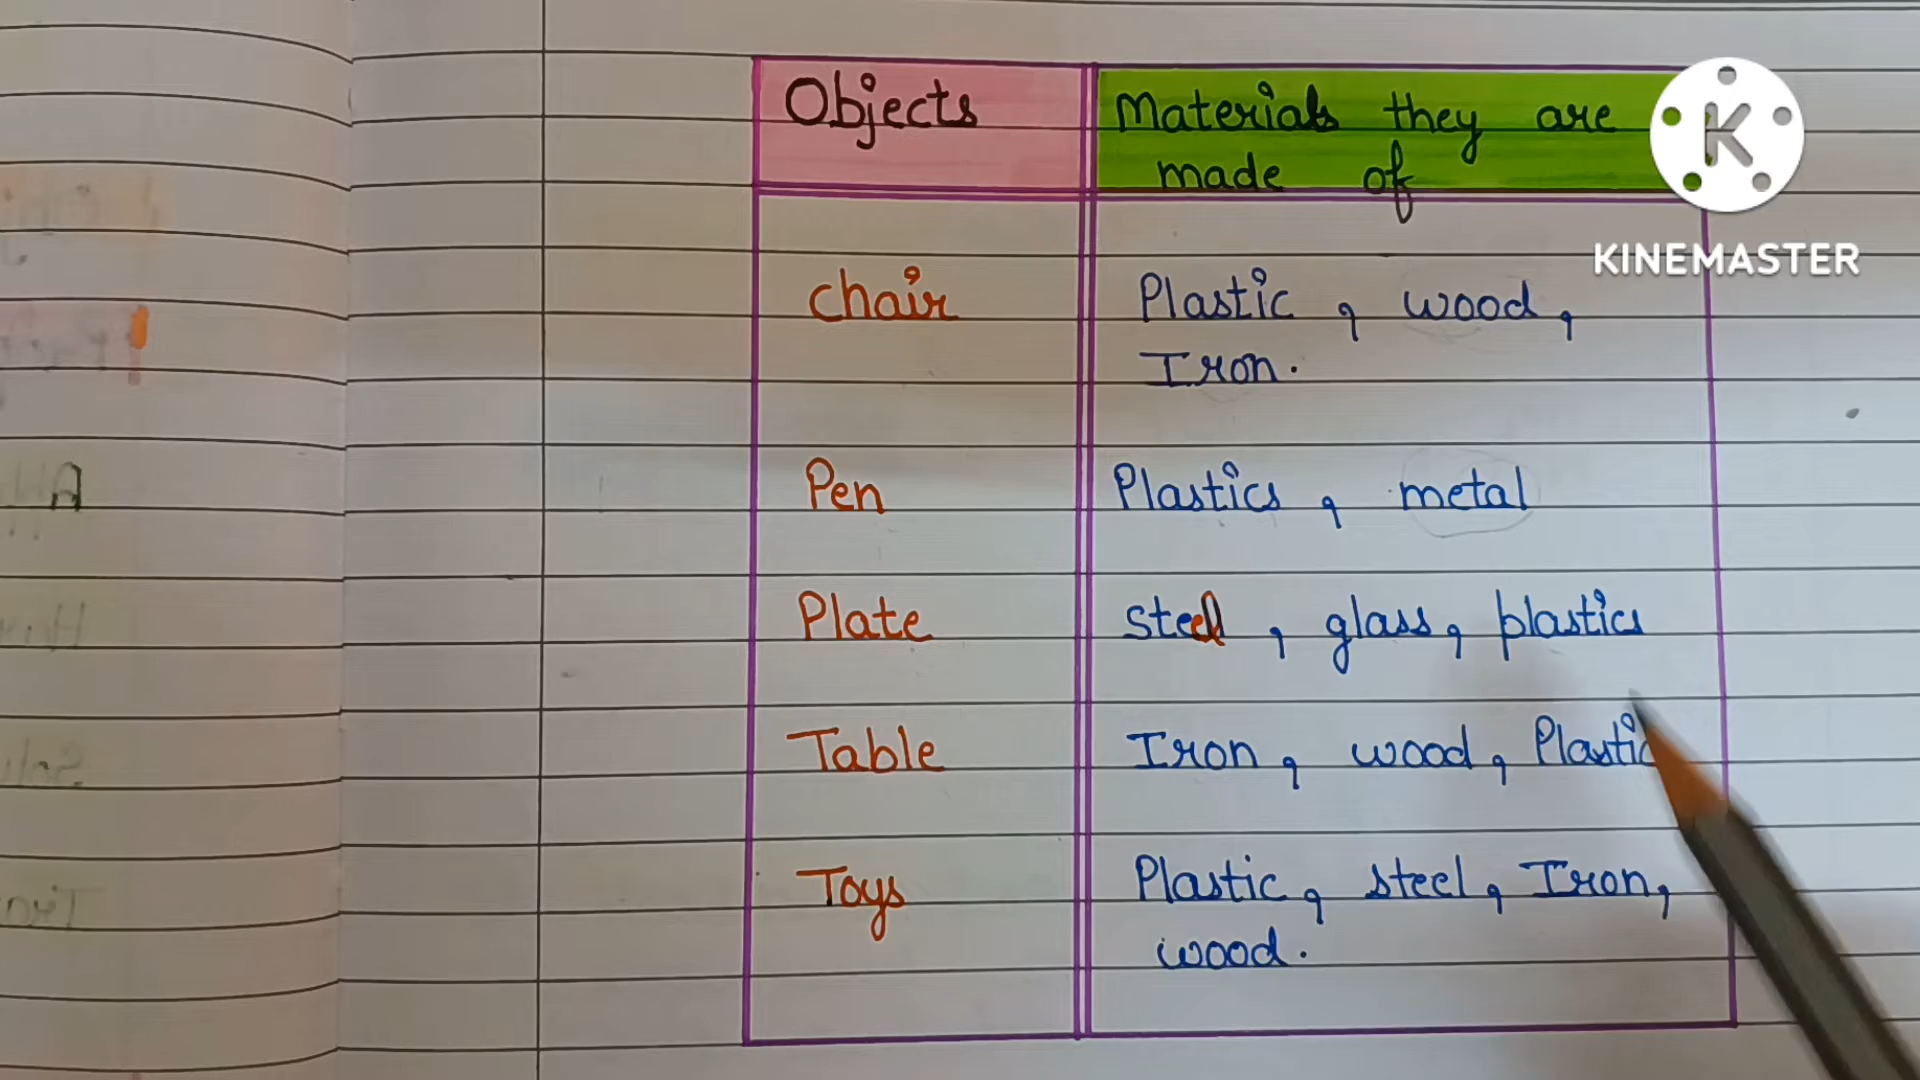 Objects
Materials they are
made of
KINEMASTER
Chair
Plastic, wood,
Iron.
Pen
Plastics, metal
Plate
steel, glass, plastics
Table
Iron, wood, Plastic
Toys
Plastic, steel, Iron,
wood.